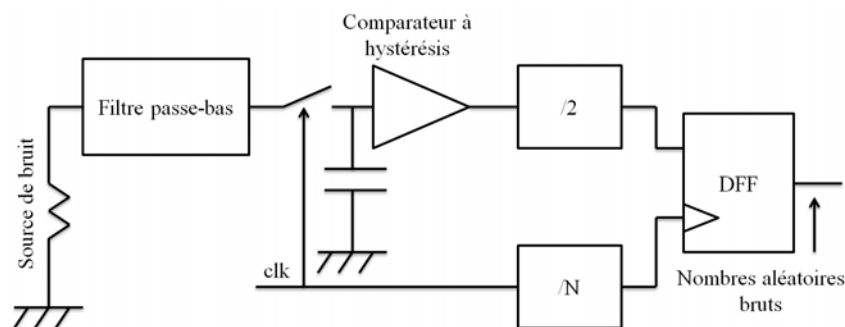 Comparateur à
hystérésis
Filtre passe-bas
/2
Source de bruit
DFF
clk
/N
Nombres aléatoires
bruts